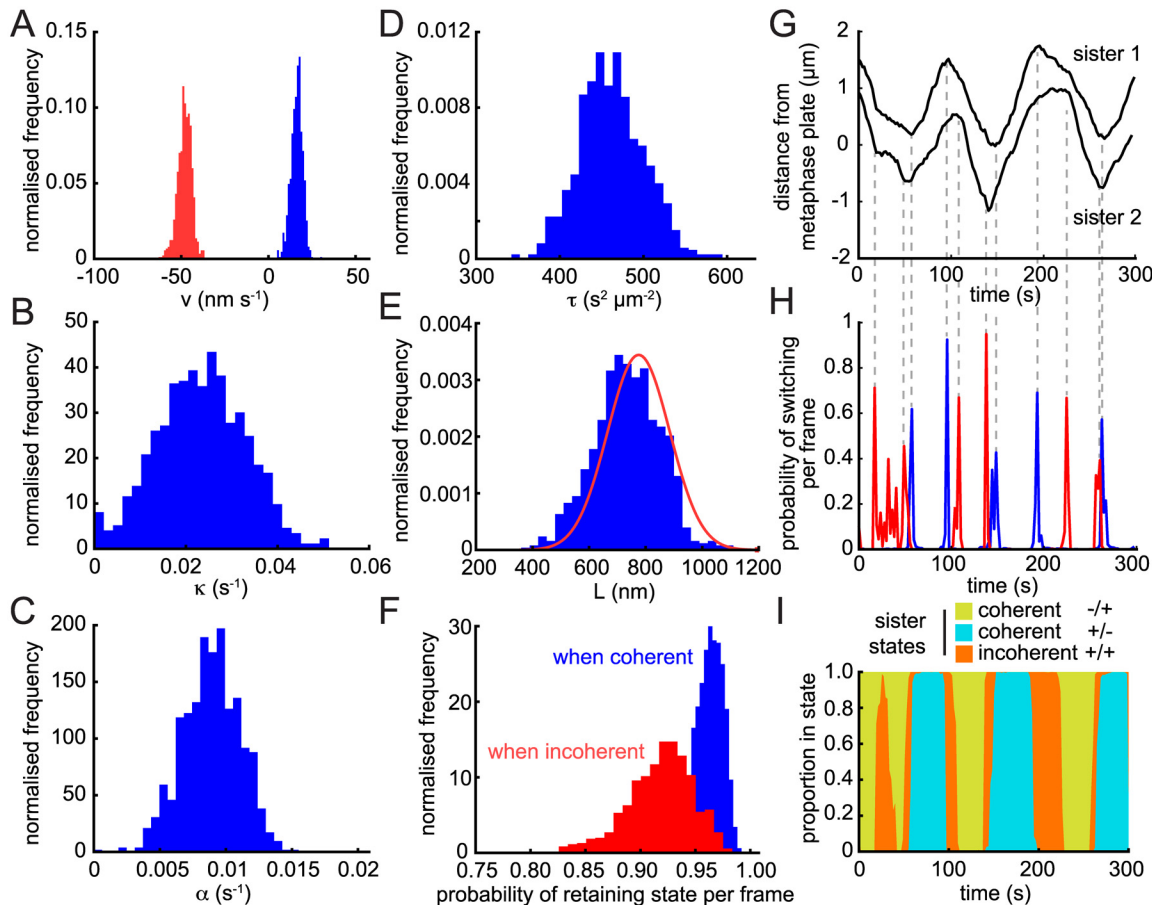 A
normalised frequency
0.15
0.10
0.05
0
-100
-50
0
50
v (nm s-1)
B
normalised frequency
50
40
30
20
10
0
0
0.02
0.04
0.06
κ (s-1)
C
normalised frequency
200
150
100
50
0
0
0.005
0.01
0.015
0.02
α (s-1)
D
normalised frequency
0.012
0.008
0.004
0
300
400
500
600
τ (s2 μm-2)
E
normalised frequency
0.004
0.003
0.002
0.001
0
200
400
600
800
1000
1200
L (nm)
F
normalised frequency
30
20
10
0
when coherent
when incoherent
0.75
0.80
0.85
0.90
0.95
1.00
probability of retaining state per frame
G
distance from
metaphase plate (μm)
2
1
0
-1
-2
sister 1
sister 2
0
100
200
300
time (s)
H
probability of switching
per frame
1
0.8
0.6
0.4
0.2
0
0
100
200
300
time (s)
I
sister
states
coherent -/+
coherent +/-
incoherent +/+
proportion in state
1.0
0.8
0.6
0.4
0.2
0
0
50
100
150
200
250
300
time (s)